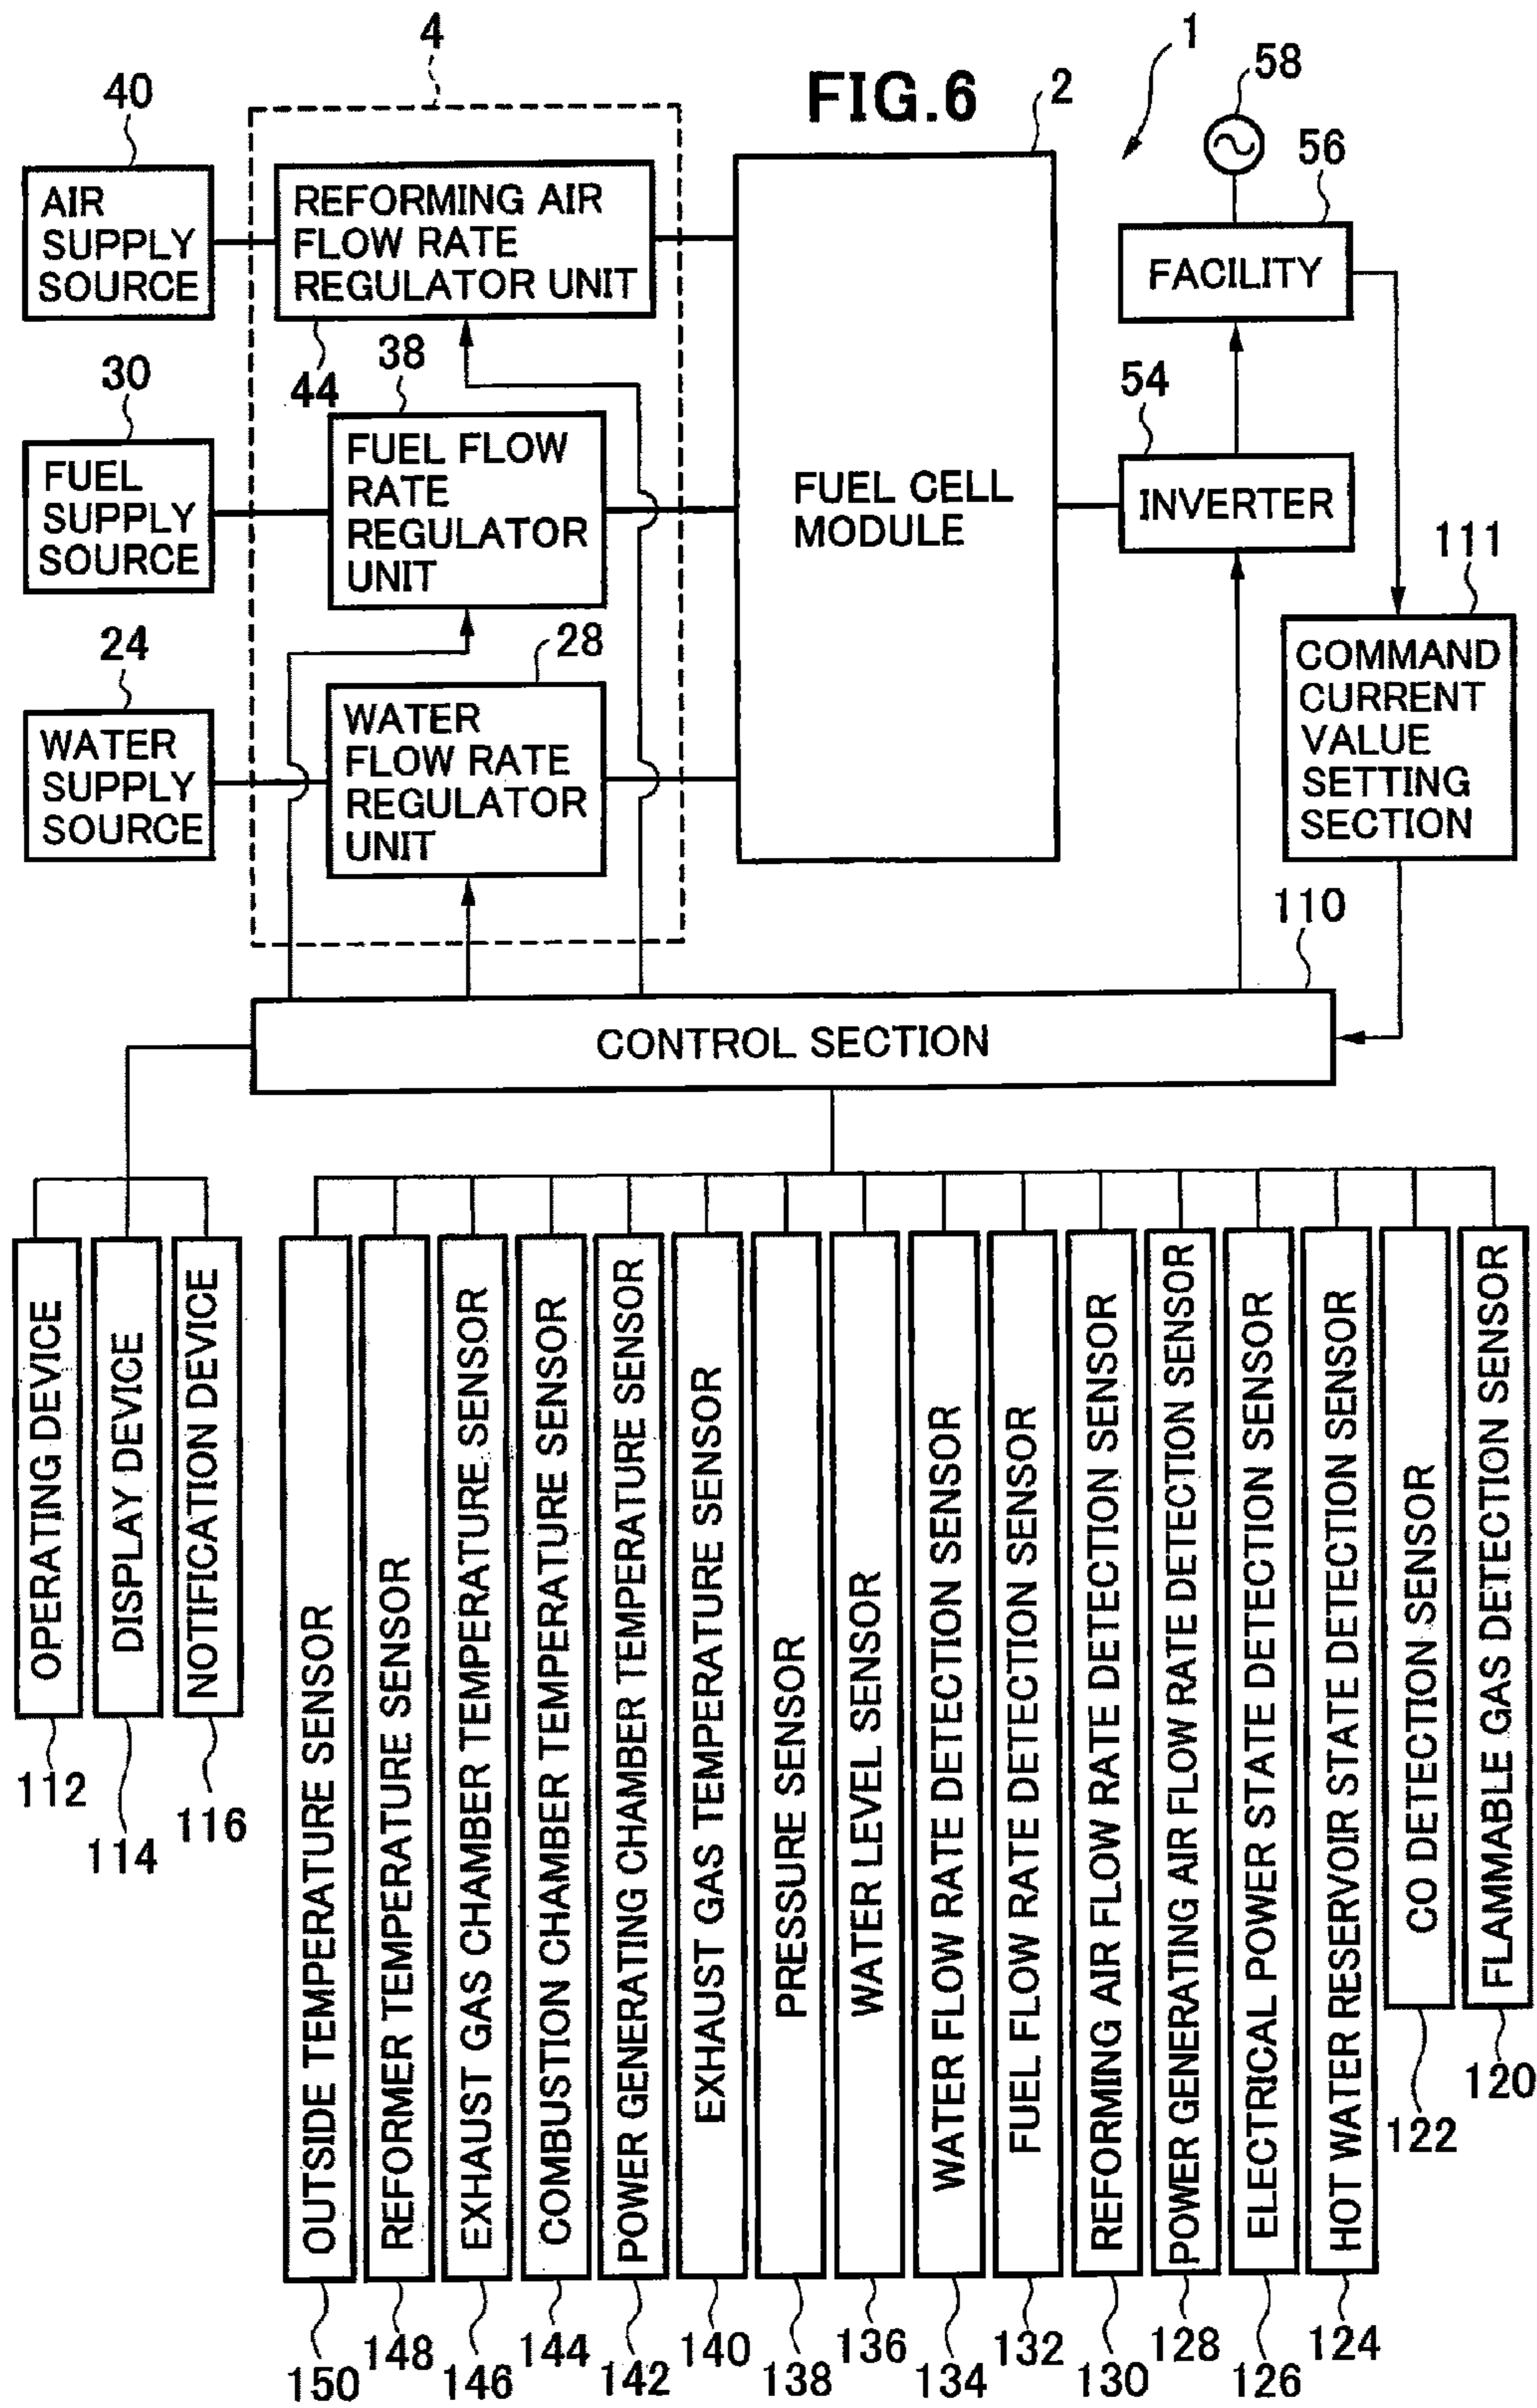 FIG.6
4
1
58
40
2
56
AIR
SUPPLY
SOURCE
REFORMING AIR
FLOW RATE
REGULATOR UNIT
FACILITY
44
38
54
30
FUEL
SUPPLY
SOURCE
FUEL FLOW
RATE
REGULATOR
UNIT
FUEL CELL
MODULE
INVERTER
111
24
28
COMMAND
CURRENT
VALUE
SETTING
SECTION
WATER
SUPPLY
SOURCE
WATER
FLOW RATE
REGULATOR
UNIT
110
CONTROL SECTION
OPERATING DEVICE
DISPLAY DEVICE
NOTIFICATION DEVICE
OUTSIDE TEMPERATURE SENSOR
REFORMER TEMPERATURE SENSOR
EXHAUST GAS CHAMBER TEMPERATURE SENSOR
COMBUSTION CHAMBER TEMPERATURE SENSOR
POWER GENERATING CHAMBER TEMPERATURE SENSOR
EXHAUST GAS TEMPERATURE SENSOR
PRESSURE SENSOR
WATER LEVEL SENSOR
WATER FLOW RATE DETECTION SENSOR
FUEL FLOW RATE DETECTION SENSOR
REFORMING AIR FLOW RATE DETECTION SENSOR
POWER GENERATING AIR FLOW RATE DETECTION SENSOR
ELECTRICAL POWER STATE DETECTION SENSOR
HOT WATER RESERVOIR STATE DETECTION SENSOR
CO DETECTION SENSOR
FLAMMABLE GAS DETECTION SENSOR
112
114
116
150
148
146
144
142
140
138
136
134
132
130
128
126
124
122
120